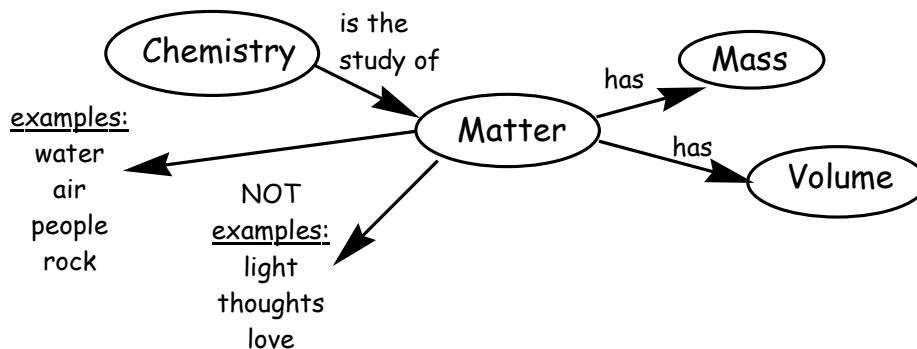 Chemistry
is the
study of
Matter
has
Mass
has
Volume
examples:
water
air
people
rock
NOT
examples:
light
thoughts
love